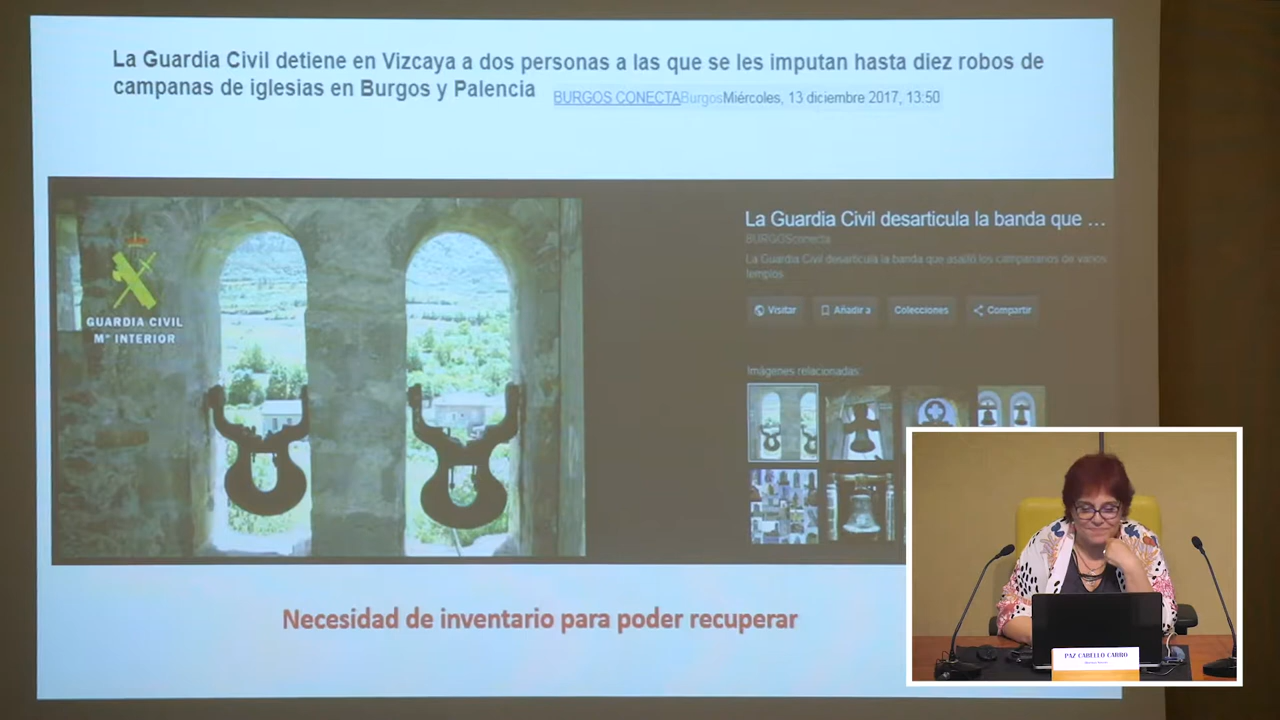 La Guardia Civil detiene en Vizcaya a dos personas a las que se les imputan hasta diez robos de
campanas de iglesias en Burgos y Palencia
BURGOS CONECTABurgosMiércoles, 13 diciembre 2017, 13:50
GUARDIA CIVIL
Mº INTERIOR
La Guardia Civil desarticula la banda que ...
BURGOSconecta
La Guardia Civil desarticula la banda que asaltó los campanarios de varios
templos
Visitar
Añadir a
Colecciones
Compartir
Imágenes relacionadas:
Necesidad de inventario para poder recuperar
PAZ CABELLO CARRO